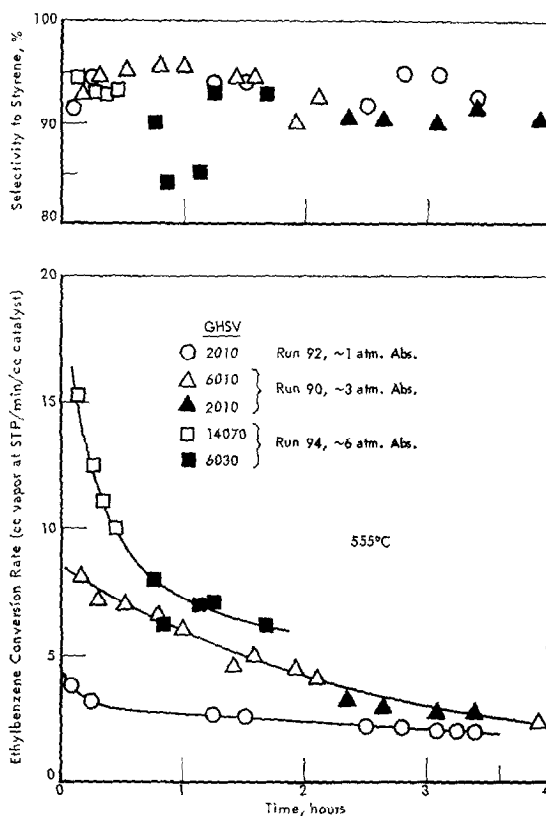 Selectivity to Styrene, %
100
90
80
Ethylbenzene Conversion Rate (cc vapor at STP/min/cc catalyst)
20
15
10
5
0
GHSV
2010 Run 92, ~1 atm. Abs.
6010
2010
Run 90, ~3 atm. Abs.
14070
6030
Run 94, ~6 atm. Abs.
555°C
0 1 2 3 4
Time, hours